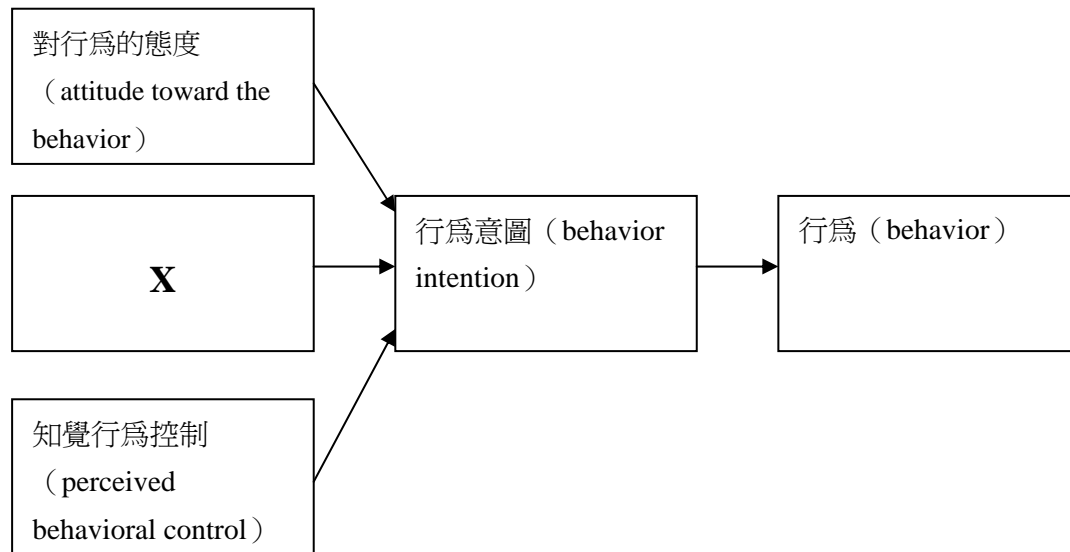 對行爲的態度
（attitude toward the
behavior）
X
知覺行爲控制
（perceived
behavioral control）
行爲意圖（behavior
intention）
行爲（behavior）